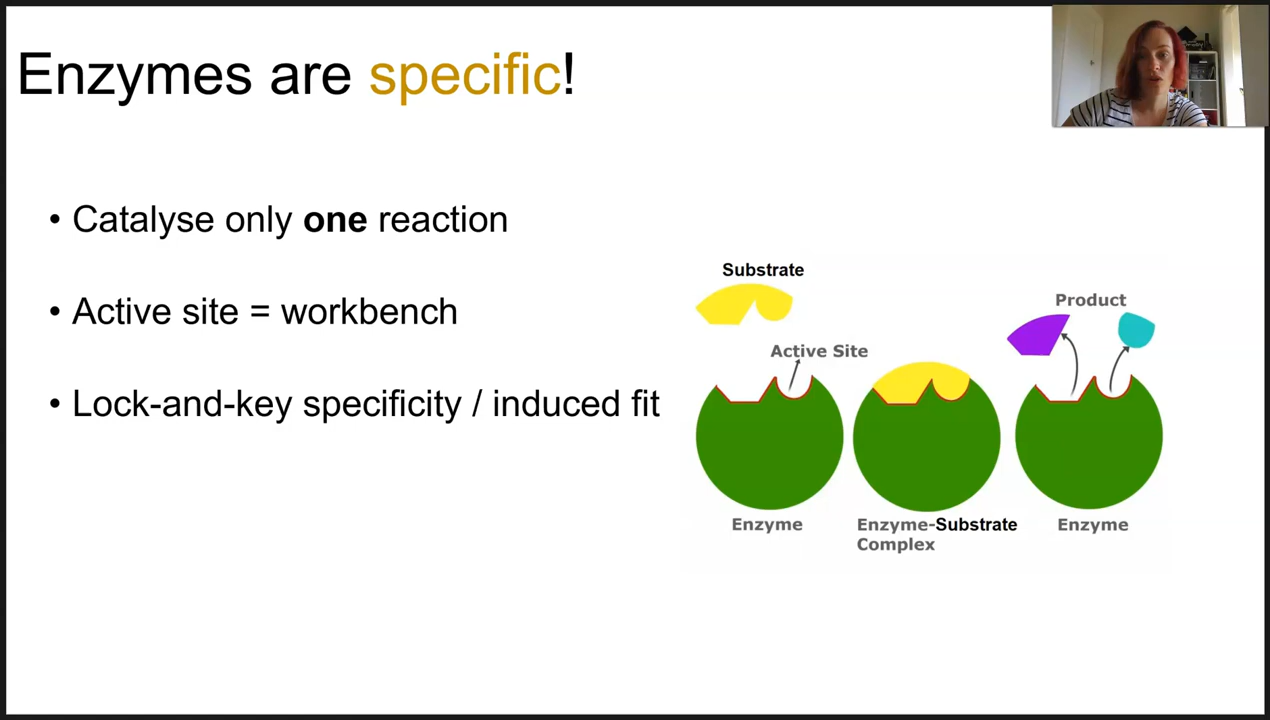 Enzymes are specific!
• Catalyse only one reaction
• Active site = workbench
• Lock-and-key specificity / induced fit
Substrate
Product
Active Site
Enzyme
Enzyme-Substrate
Complex
Enzyme